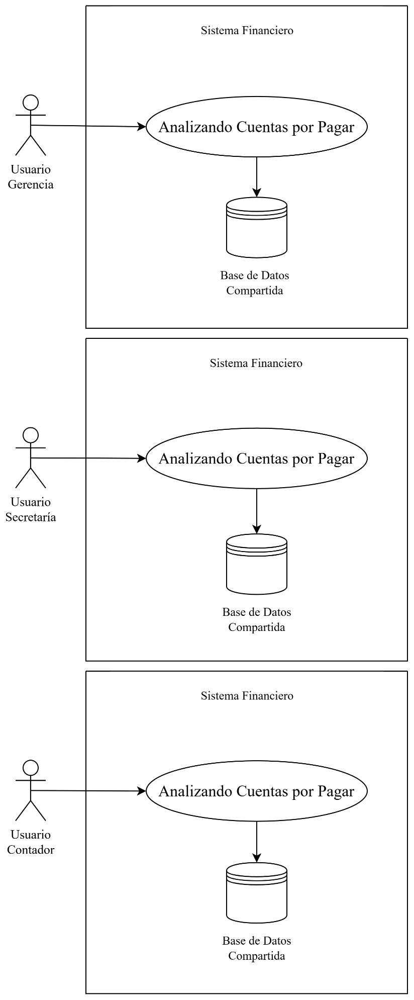 Sistema Financiero
Analizando Cuentas por Pagar
Usuario
Gerencia
Base de Datos
Compartida
Sistema Financiero
Analizando Cuentas por Pagar
Usuario
Secretaría
Base de Datos
Compartida
Sistema Financiero
Analizando Cuentas por Pagar
Usuario
Contador
Base de Datos
Compartida